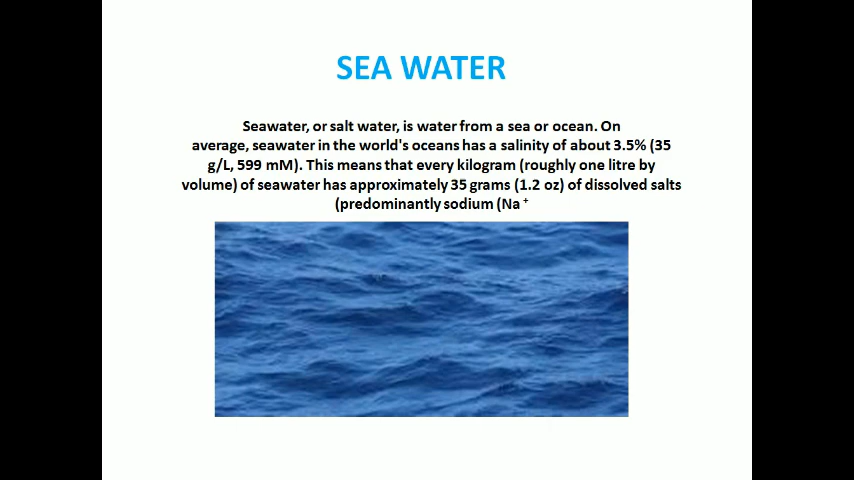 SEA WATER
Seawater, or salt water, is water from a sea or ocean. On
average, seawater in the world's oceans has a salinity of about 3.5% (35
g/L, 599 mM). This means that every kilogram (roughly one litre by
volume) of seawater has approximately 35 grams (1.2 oz) of dissolved salts
(predominantly sodium (Na +